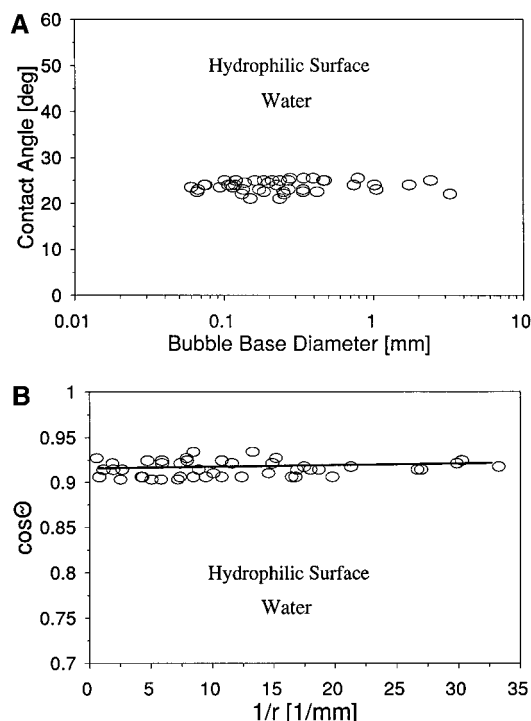 A
60
50
40
30
20
10
0
Contact Angle [deg]
Hydrophilic Surface
Water
0.01
0.1
1
10
Bubble Base Diameter [mm]
B
1
0.95
0.9
0.85
0.8
0.75
0.7
cosΘ
Hydrophilic Surface
Water
0 5 10 15 20 25 30 35
1/r [1/mm]